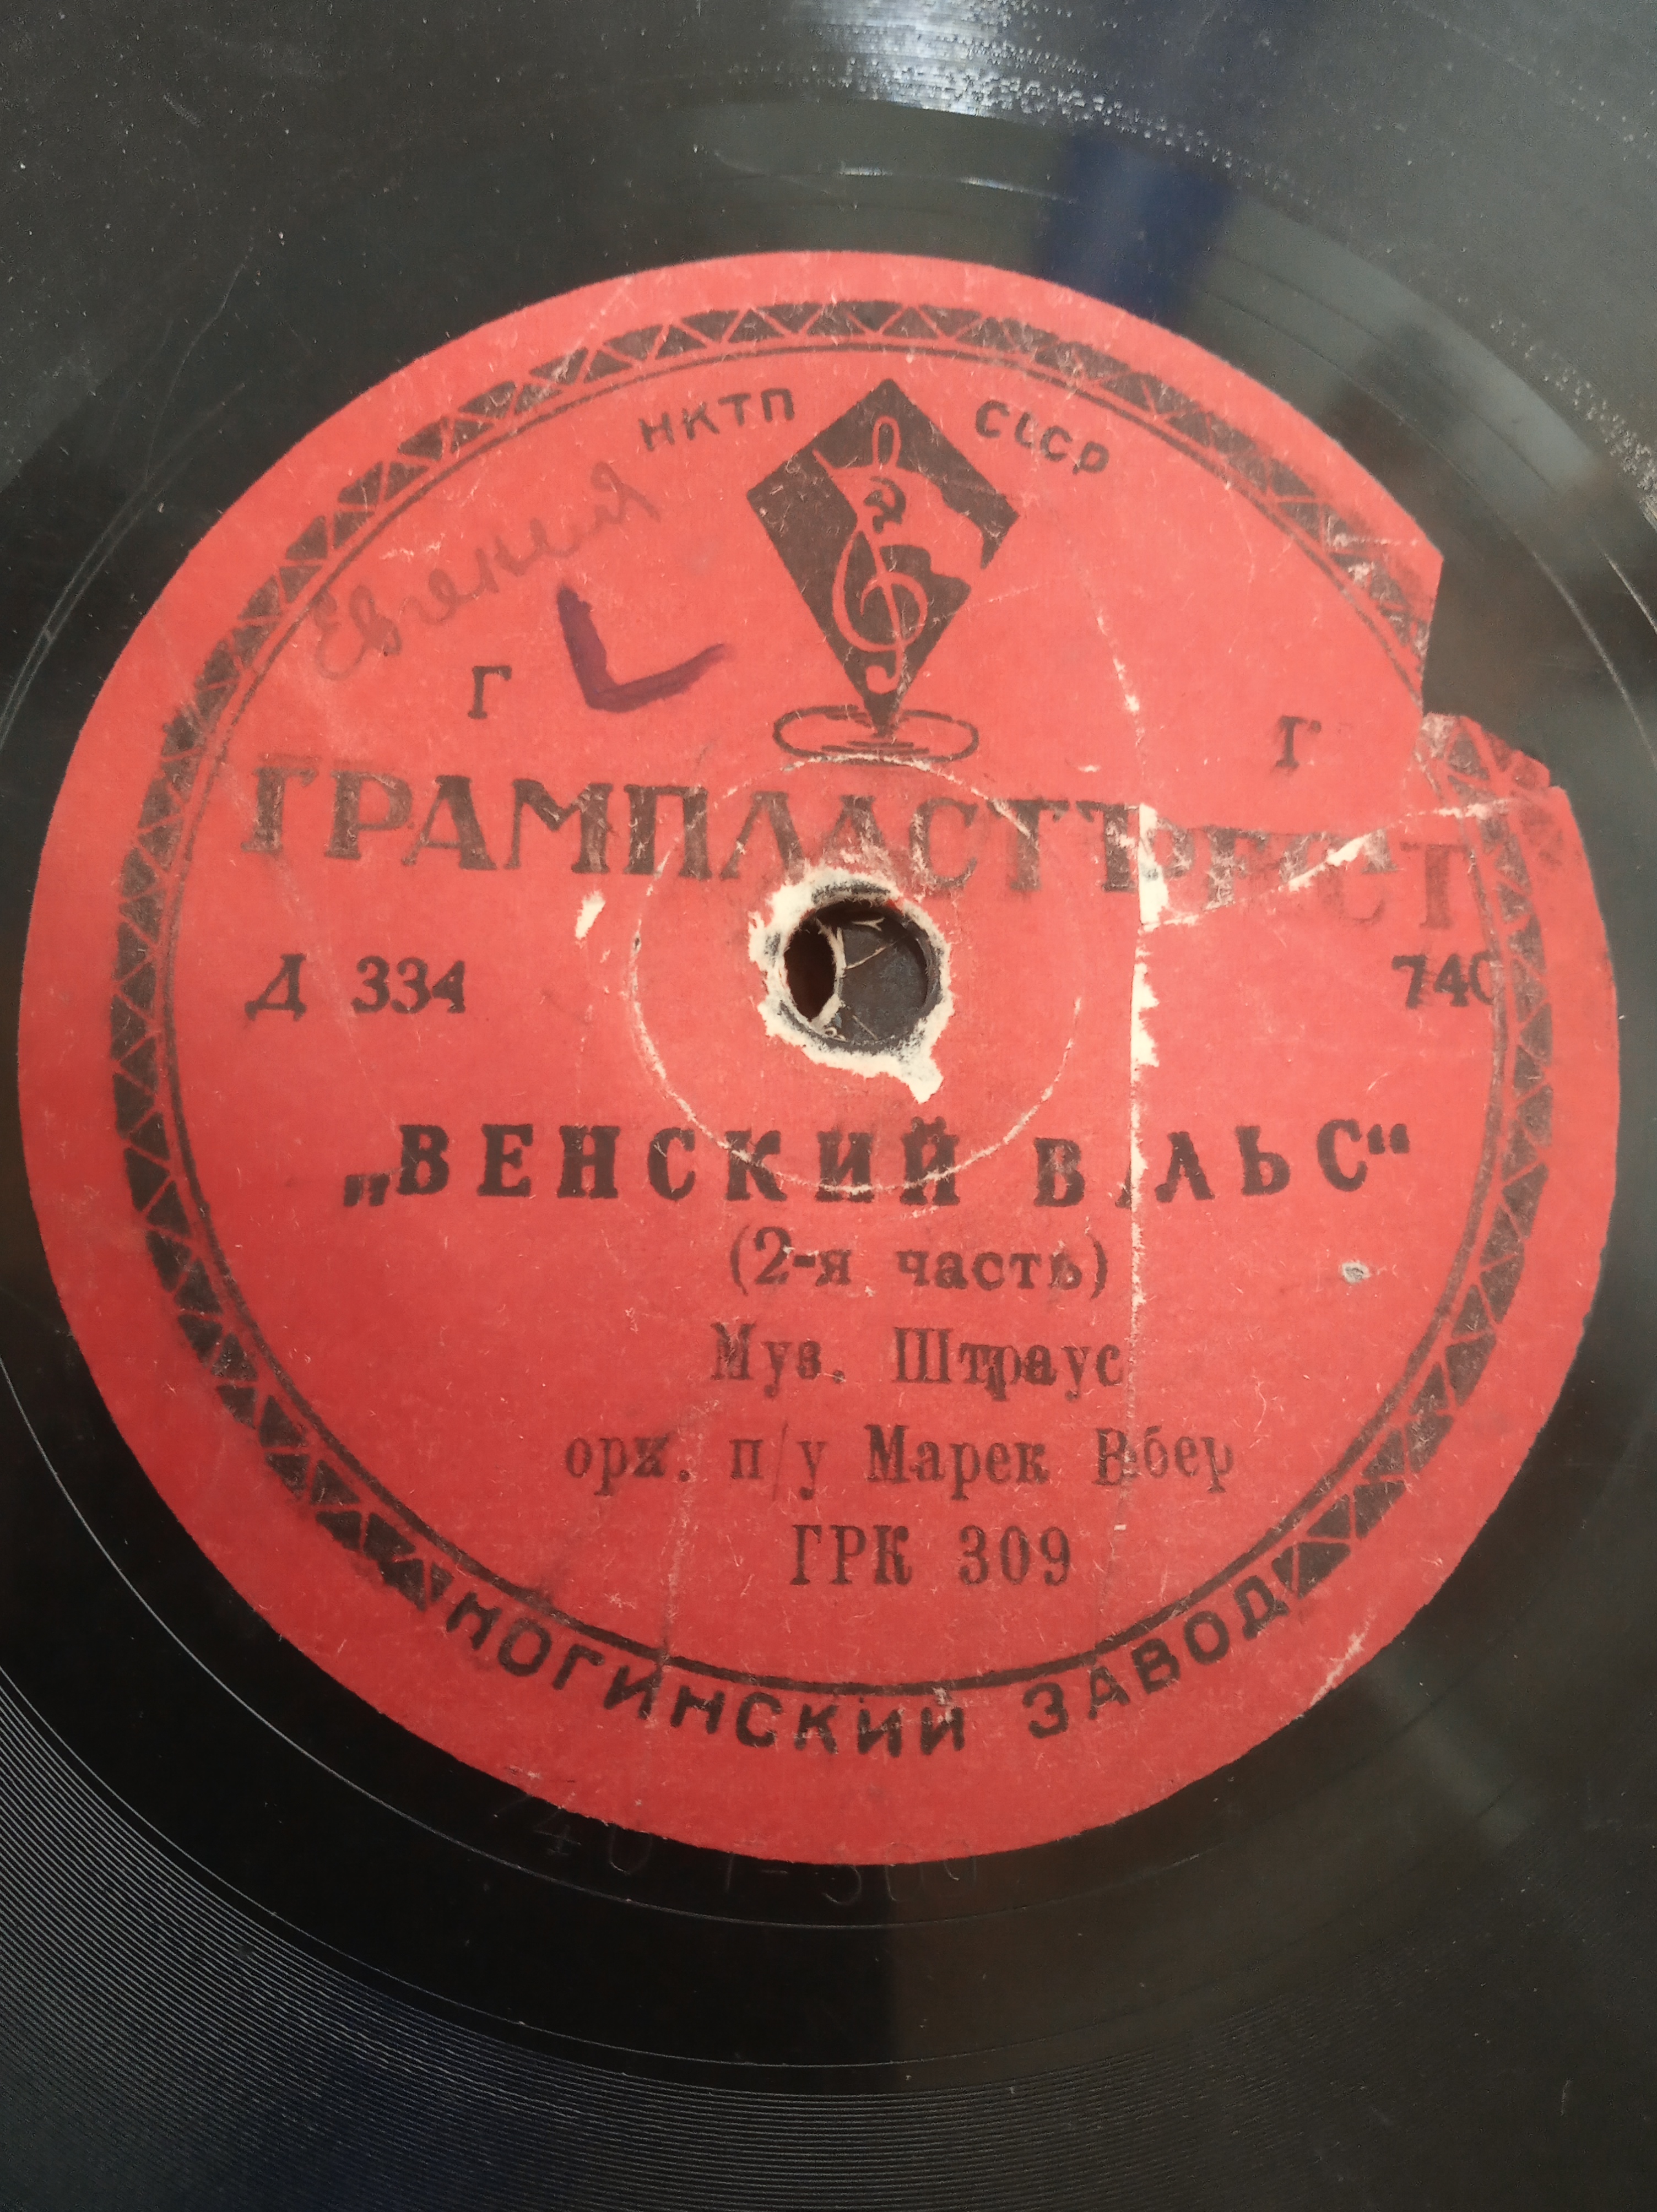 НКТП СССР
Евгения
Г Г
ГРАМПЛАСТТРЕСТ
Д 334 740
„ВЕНСКИЙ ВАЛЬС“
(2-я часть)
Муз. Штраус
орк. п/у Марек Вебер
ГРК 309
НОГИНСКИЙ ЗАВОД